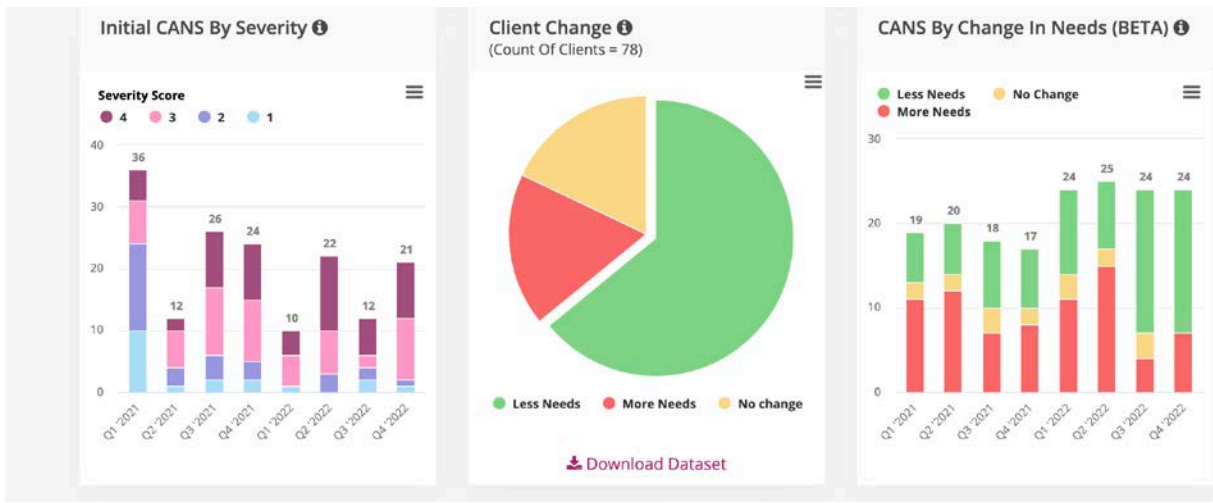 Initial CANS By Severity
Severity Score
4 3 2 1
40
30
20
10
0
36
12
26
24
10
22
12
21
Q1 '2021
Q2 '2021
Q3 '2021
Q4 '2021
Q1 '2022
Q2 '2022
Q3 '2022
Q4 '2022
Client Change
(Count Of Clients = 78)
Less Needs More Needs No change
Download Dataset
CANS By Change In Needs (BETA)
Less Needs No Change
More Needs
30
20
10
0
19
20
18
17
24
25
24
24
Q1 '2021
Q2 '2021
Q3 '2021
Q4 '2021
Q1 '2022
Q2 '2022
Q3 '2022
Q4 '2022